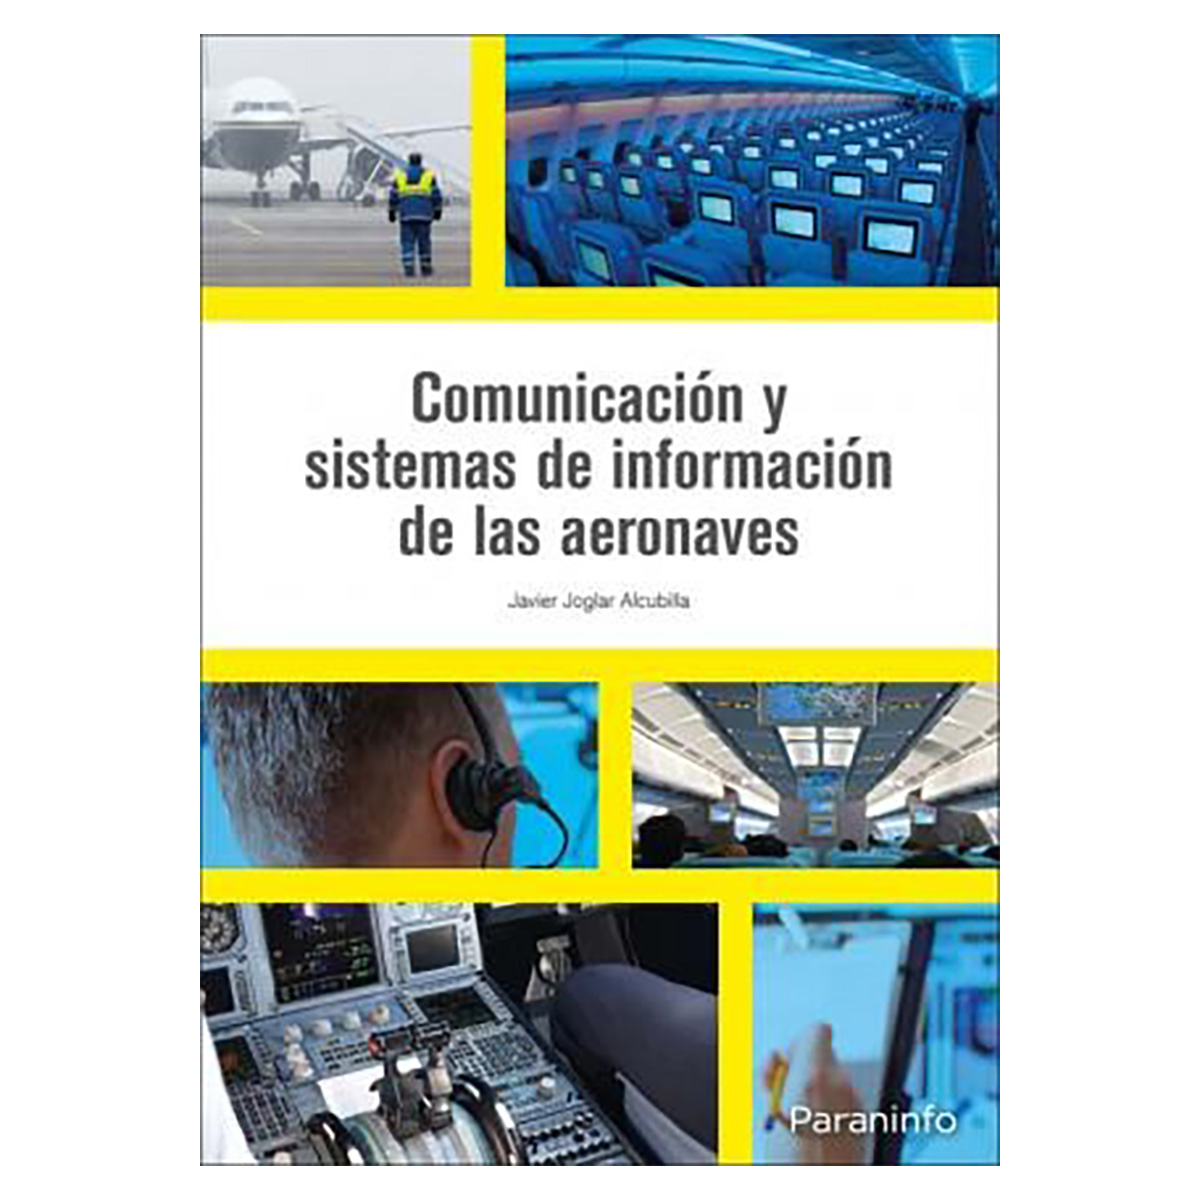 Comunicación y
sistemas de información
de las aeronaves
Javier Joglar Alcubilla
Paraninfo